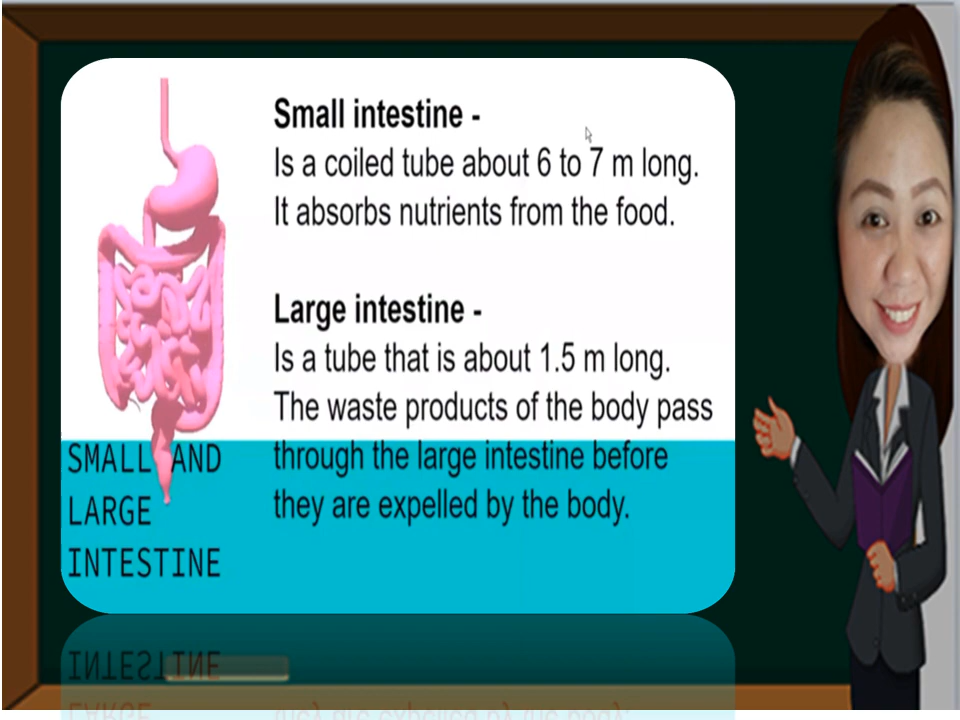 Small intestine -
Is a coiled tube about 6 to 7 m long.
It absorbs nutrients from the food.
Large intestine -
Is a tube that is about 1.5 m long.
The waste products of the body pass
through the large intestine before
they are expelled by the body.
SMALL AND
LARGE
INTESTINE